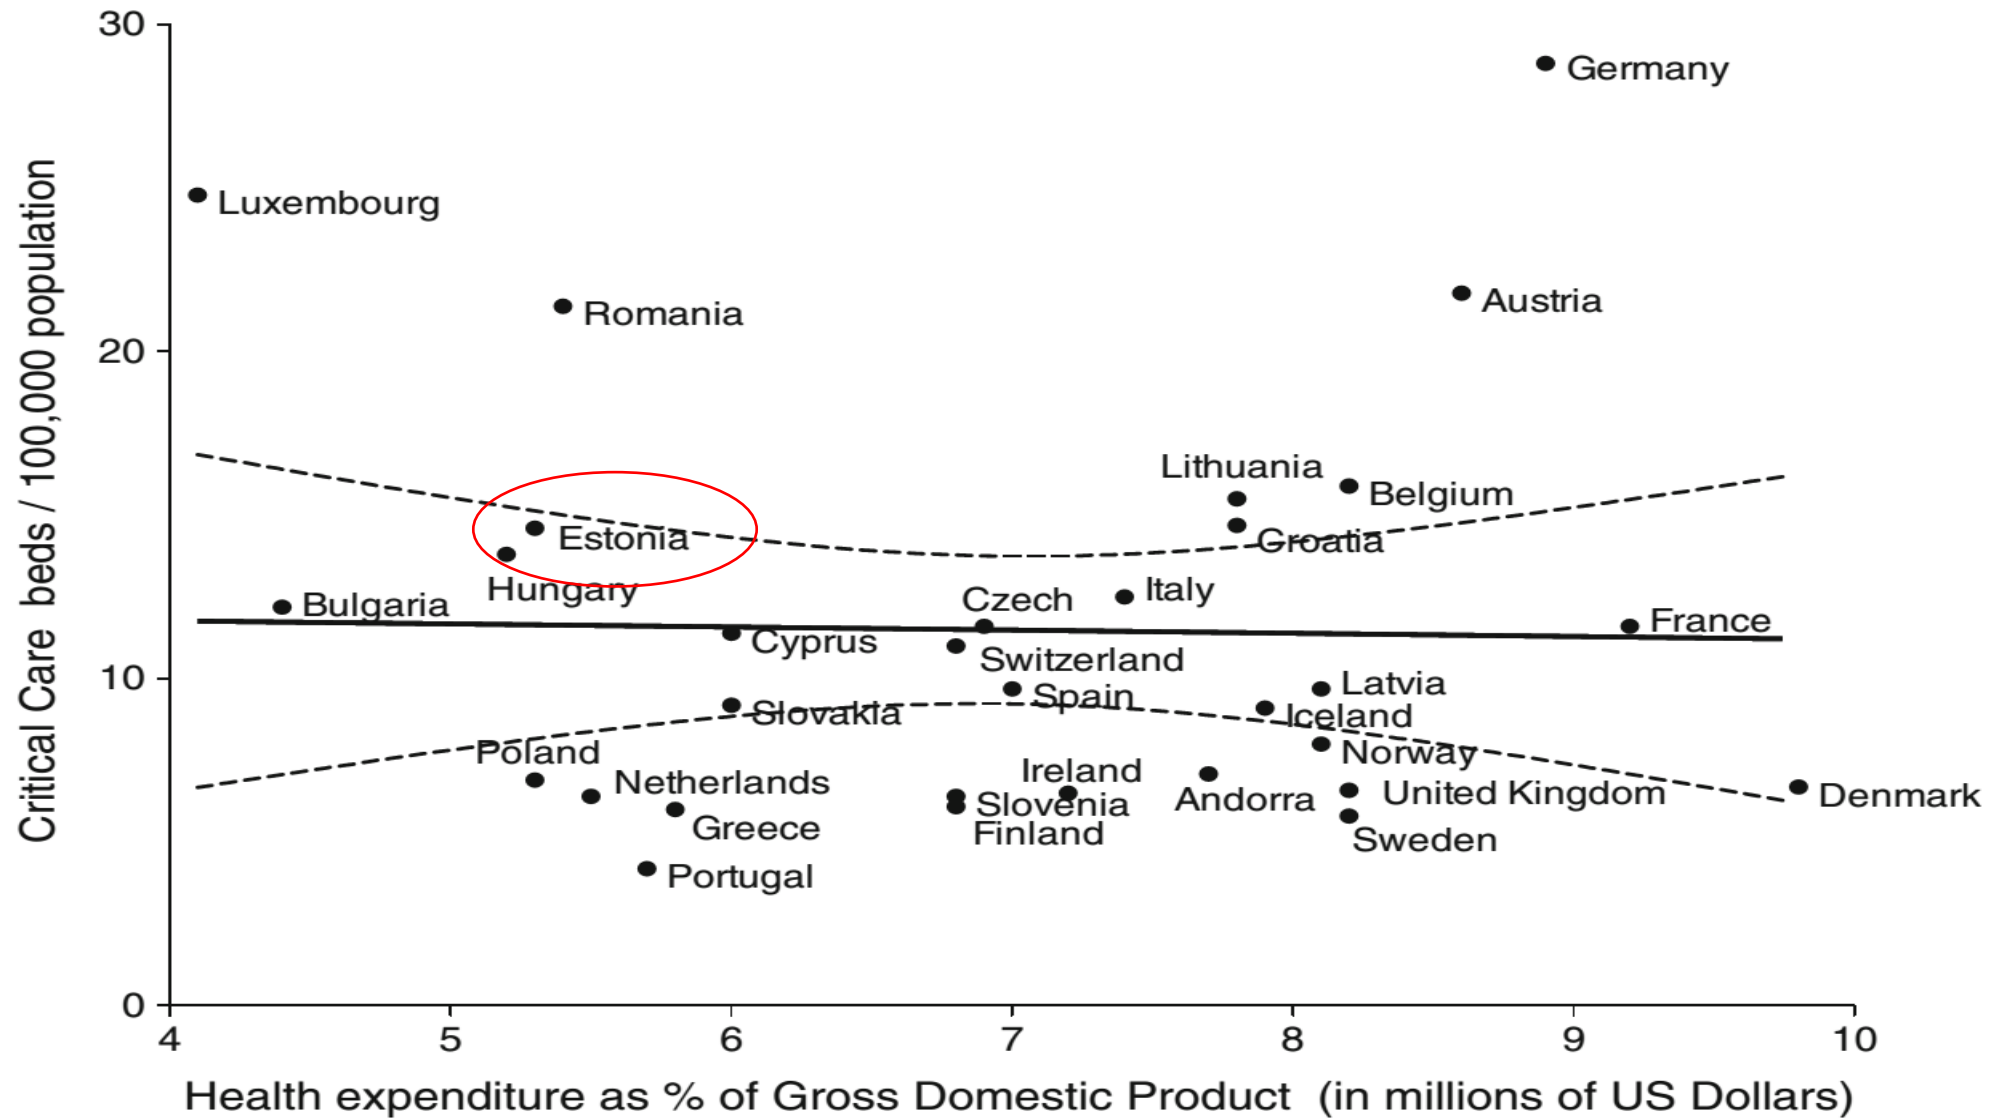 30
Germany
Luxembourg
Romania
Austria
20
Lithuania
Belgium
Estonia
Croatia
Hungary
Italy
Czech
Bulgaria
France
Cyprus
Switzerland
10
Latvia
Spain
Slovakia
Iceland
Poland
Norway
Ireland
Netherlands
United Kingdom
Denmark
Andorra
Slovenia
Greece
Finland
Sweden
Portugal
0
4 5 6 7 8 9 10
Critical Care beds / 100,000 population
Health expenditure as % of Gross Domestic Product (in millions of US Dollars)